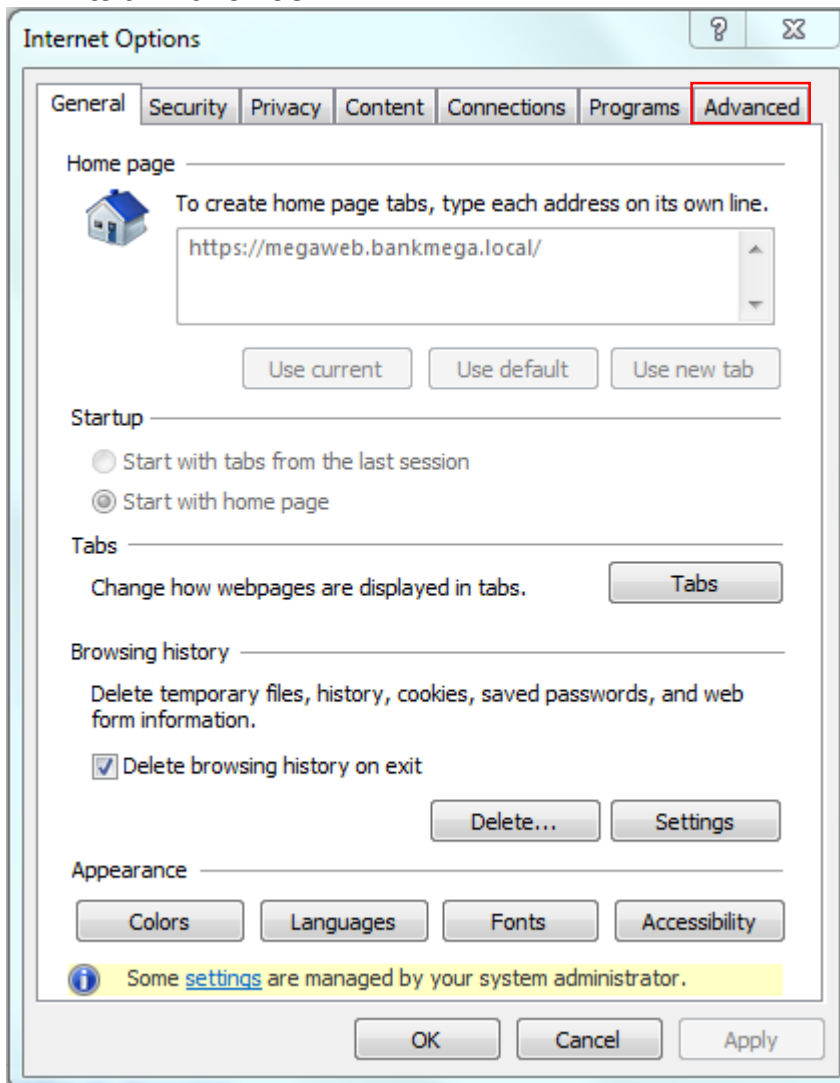 Internet Options
General Security Privacy Content Connections Programs Advanced
Home page
To create home page tabs, type each address on its own line.
https://megaweb.bankmega.local/
Use current Use default Use new tab
Startup
Start with tabs from the last session
Start with home page
Tabs
Change how webpages are displayed in tabs. Tabs
Browsing history
Delete temporary files, history, cookies, saved passwords, and web
form information.
Delete browsing history on exit
Delete... Settings
Appearance
Colors Languages Fonts Accessibility
Some settings are managed by your system administrator.
OK Cancel Apply